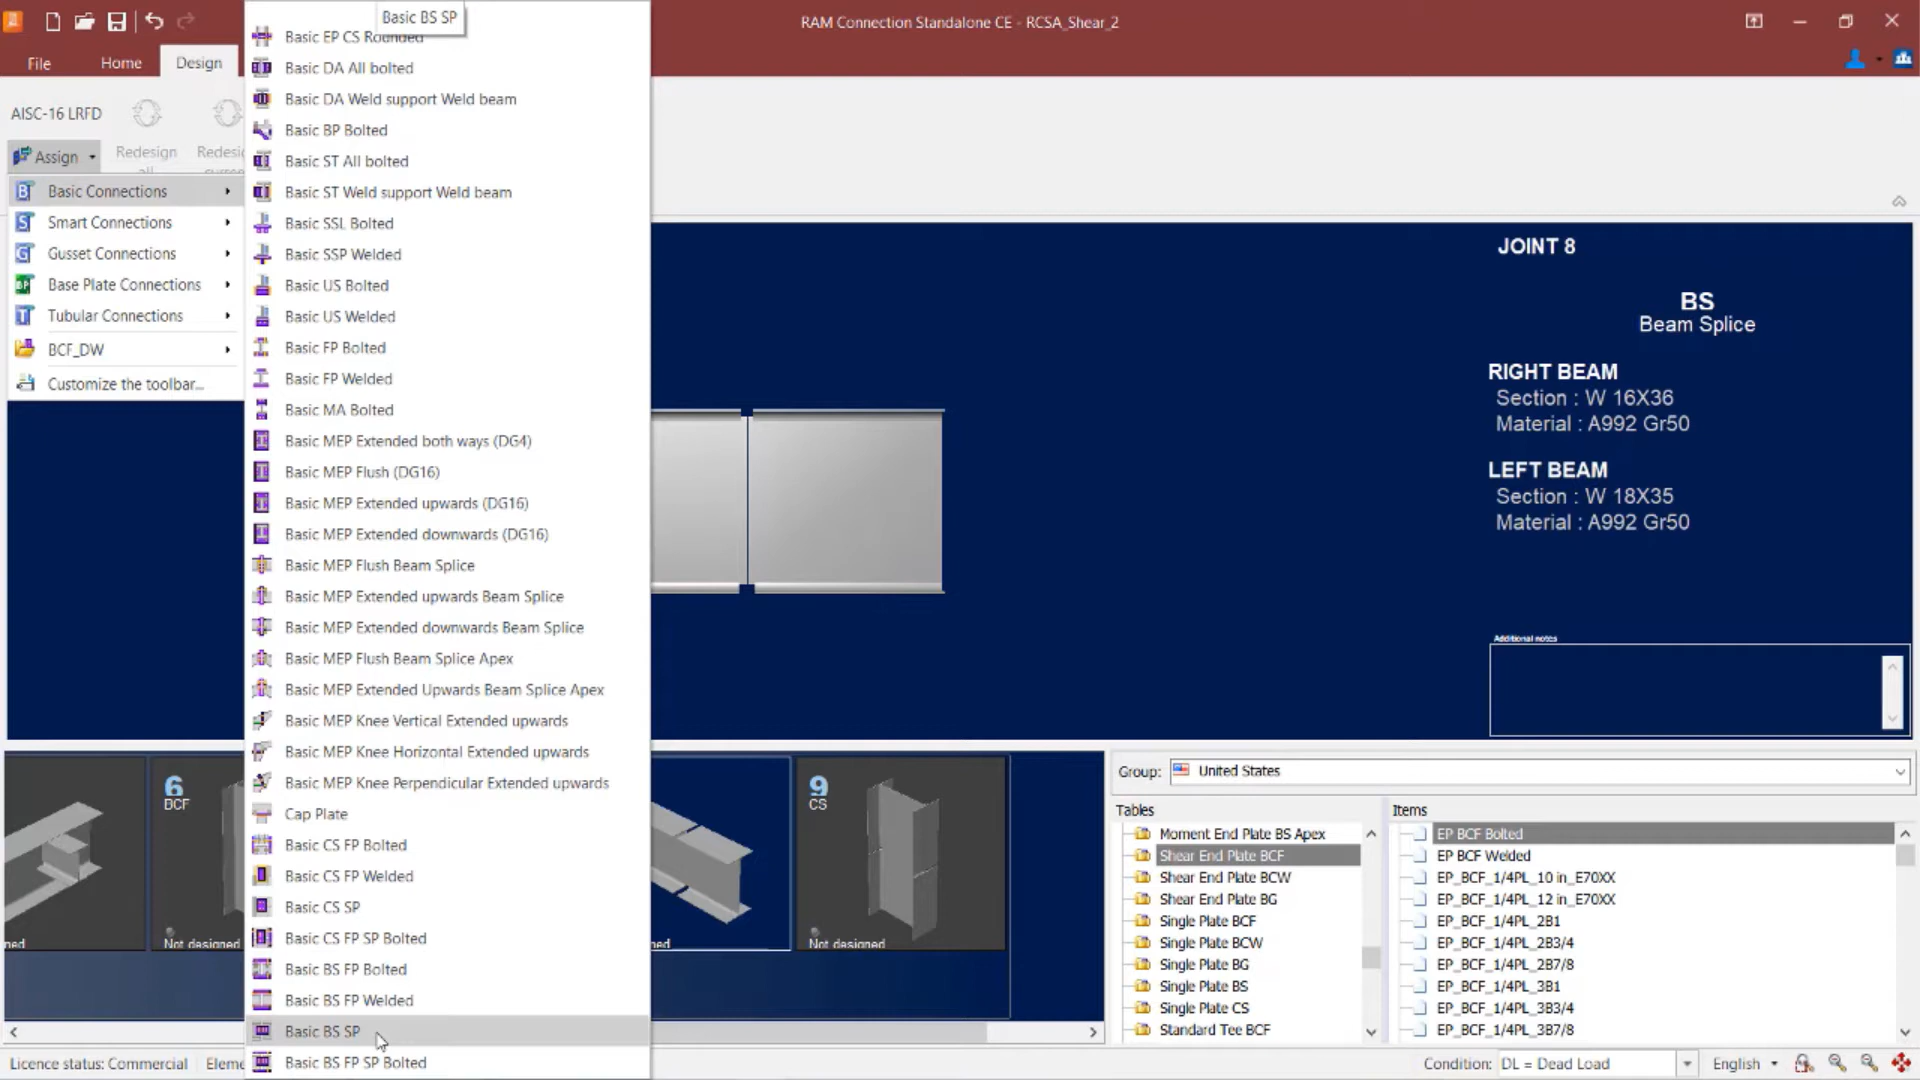 Basic BS SP
RAM Connection Standalone CE - RCSA_Shear_2
File
Home
Design
AISC-16 LRFD
Assign
Redesign
Basic Connections
Smart Connections
Gusset Connections
Base Plate Connections
Tubular Connections
BCF_DW
Customize the toolbar...
Basic EP CS Rounded
Basic DA All bolted
Basic DA Weld support Weld beam
Basic BP Bolted
Basic ST All bolted
Basic ST Weld support Weld beam
Basic SSL Bolted
Basic SSP Welded
Basic US Bolted
Basic US Welded
Basic FP Bolted
Basic FP Welded
Basic MA Bolted
Basic MEP Extended both ways (DG4)
Basic MEP Flush (DG16)
Basic MEP Extended upwards (DG16)
Basic MEP Extended downwards (DG16)
Basic MEP Flush Beam Splice
Basic MEP Extended upwards Beam Splice
Basic MEP Extended downwards Beam Splice
Basic MEP Flush Beam Splice Apex
Basic MEP Extended Upwards Beam Splice Apex
Basic MEP Knee Vertical Extended upwards
Basic MEP Knee Horizontal Extended upwards
Basic MEP Knee Perpendicular Extended upwards
Cap Plate
Basic CS FP Bolted
Basic CS FP Welded
Basic CS SP
Basic CS FP SP Bolted
Basic BS FP Bolted
Basic BS FP Welded
Basic BS SP
Basic BS FP SP Bolted
JOINT 8
BS
Beam Splice
RIGHT BEAM
Section : W 16X36
Material : A992 Gr50
LEFT BEAM
Section : W 18X35
Material : A992 Gr50
Additional notes
6
BCF
Not designed
9
CS
Not designed
Group: United States
Tables
Moment End Plate BS Apex
Shear End Plate BCF
Shear End Plate BCW
Shear End Plate BG
Single Plate BCF
Single Plate BCW
Single Plate BG
Single Plate BS
Single Plate CS
Standard Tee BCF
Items
EP BCF Bolted
EP BCF Welded
EP_BCF_1/4PL_10 in_E70XX
EP_BCF_1/4PL_12 in_E70XX
EP_BCF_1/4PL_2B1
EP_BCF_1/4PL_2B3/4
EP_BCF_1/4PL_2B7/8
EP_BCF_1/4PL_3B1
EP_BCF_1/4PL_3B3/4
EP_BCF_1/4PL_3B7/8
Licence status: Commercial
Condition: DL = Dead Load
English